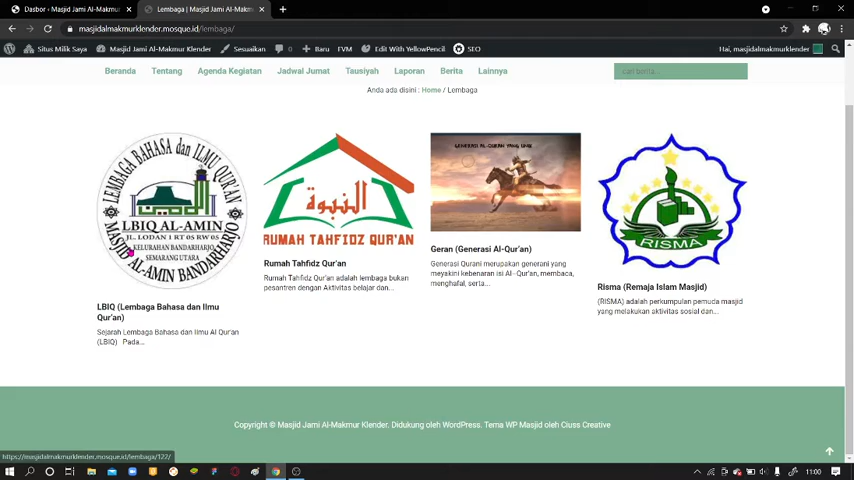 Dasbor ‹ Masjid Jami Al-Makmur
Lembaga | Masjid Jami Al-Makm
masjidalmakmurklender.mosque.id/lembaga/
Situs Milik Saya
Masjid Jami Al-Makmur Klender
Sesuaikan
0
Baru
EVM
Edit With YellowPencil
SEO
Hai, masjidalmakmurklender
Beranda
Tentang
Agenda Kegiatan
Jadwal Jumat
Tausiyah
Laporan
Berita
Lainnya
cari berita...
Anda ada disini : Home / Lembaga
LEMBAGA BAHASA dan ILMU QUR'AN
LBIQ AL-AMIN
JL. LODAN 1 RT 05 RW 05
KELURAHAN BANDARHARJO
SEMARANG UTARA
MASJID AL-AMIN BANDARHARJO
النبوة
RUMAH TAHFIDZ QUR'AN
GENERASI AL-QURAN YANG
RISMA
LBIQ (Lembaga Bahasa dan Ilmu
Qur'an)
Sejarah Lembaga Bahasa dan Ilmu Al Qur'an
(LBIQ) Pada...
Rumah Tahfidz Qur'an
Rumah Tahfidz Qur'an adalah lembaga bukan
pesantren dengan Aktivitas belajar dan...
Geran (Generasi Al-Qur'an)
Generasi Qurani merupakan generani yang
meyakini kebenaran isi Al-Qur'an, membaca,
menghafal, serta...
Risma (Remaja Islam Masjid)
(RISMA) adalah perkumpulan pemuda masjid
yang melakukan aktivitas sosial dan...
Copyright © Masjid Jami Al-Makmur Klender. Didukung oleh WordPress. Tema WP Masjid oleh Ciuss Creative
https://masjidalmakmurklender.mosque.id/lembaga/122/
11:00